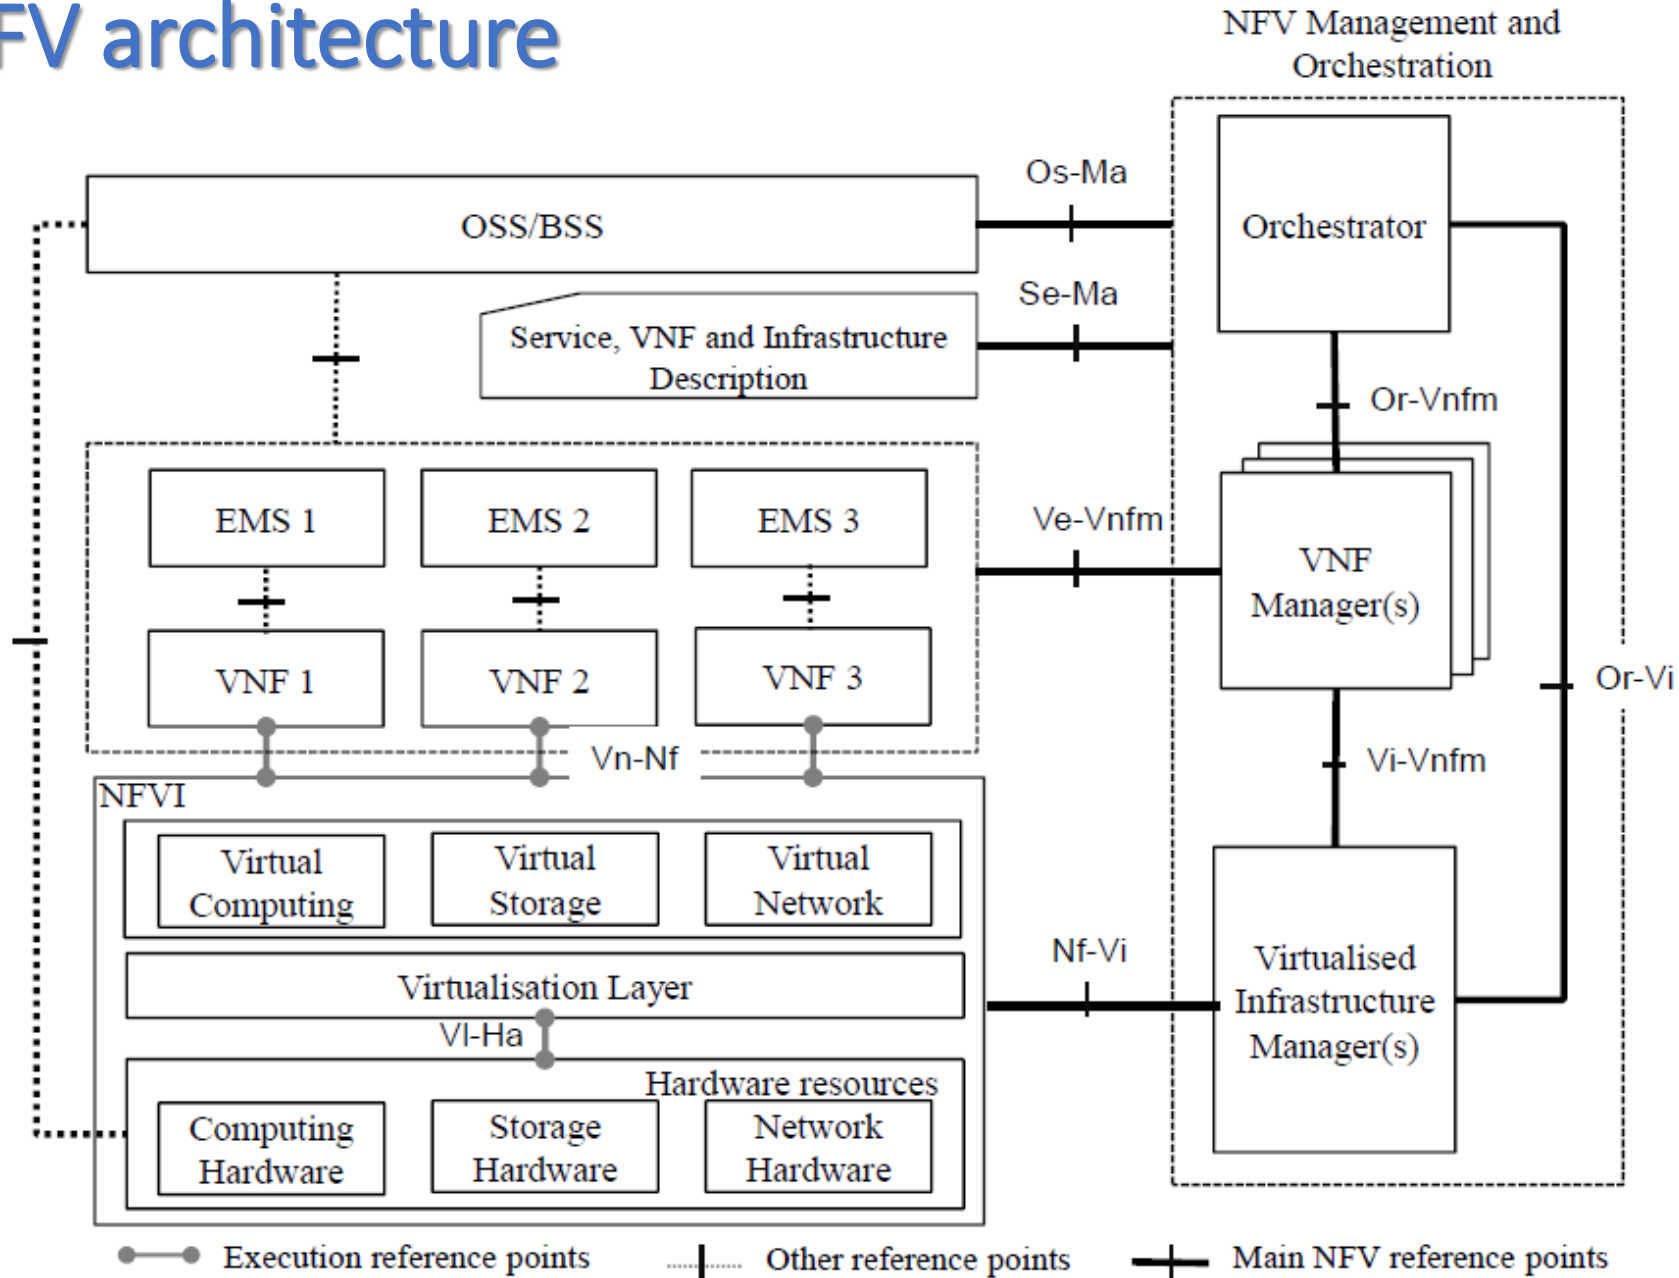 FV architecture
NFV Management and
Orchestration
Os-Ma
OSS/BSS
Orchestrator
Se-Ma
Service, VNF and Infrastructure
Description
Or-Vnfm
EMS 1
EMS 2
EMS 3
Ve-Vnfm
VNF
Manager(s)
VNF 1
VNF 2
VNF 3
Or-Vi
Vn-Nf
Vi-Vnfm
NFVI
Virtual
Computing
Virtual
Storage
Virtual
Network
Nf-Vi
Virtualised
Infrastructure
Manager(s)
Virtualisation Layer
Vl-Ha
Hardware resources
Computing
Hardware
Storage
Hardware
Network
Hardware
Execution reference points
Other reference points
Main NFV reference points